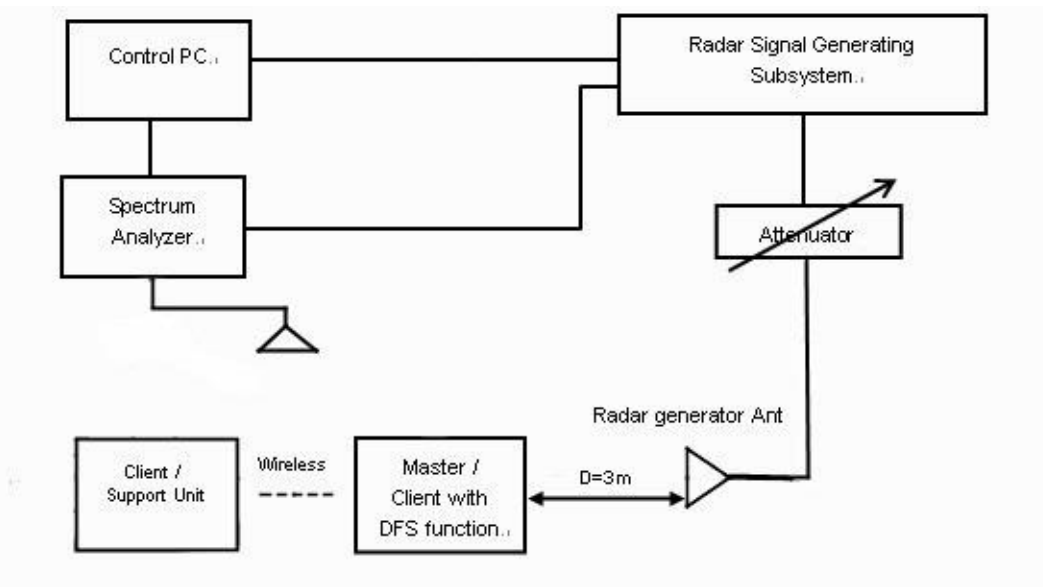 Control PC
Radar Signal Generating
Subsystem
Spectrum
Analyzer
Attenuator
Radar generator Ant
Client /
Support Unit
Wireless
Master /
Client with
DFS function
D=3m